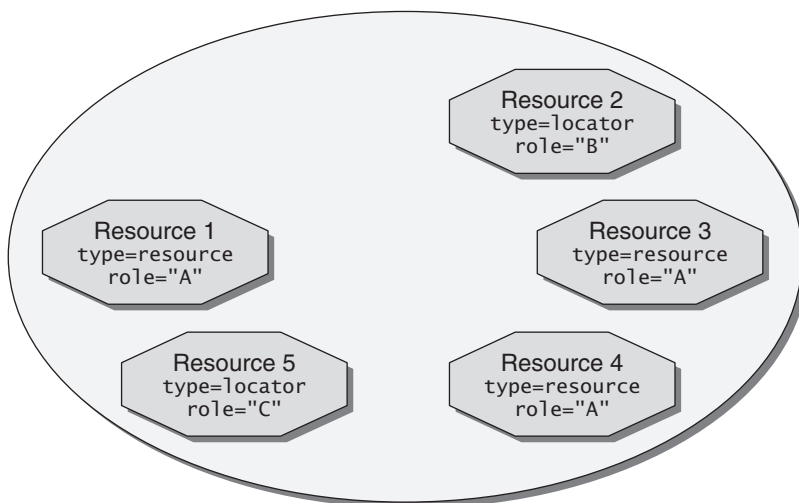 Resource 2
type=locator
role="B"
Resource 1
type=resource
role="A"
Resource 3
type=resource
role="A"
Resource 5
type=locator
role="C"
Resource 4
type=resource
role="A"